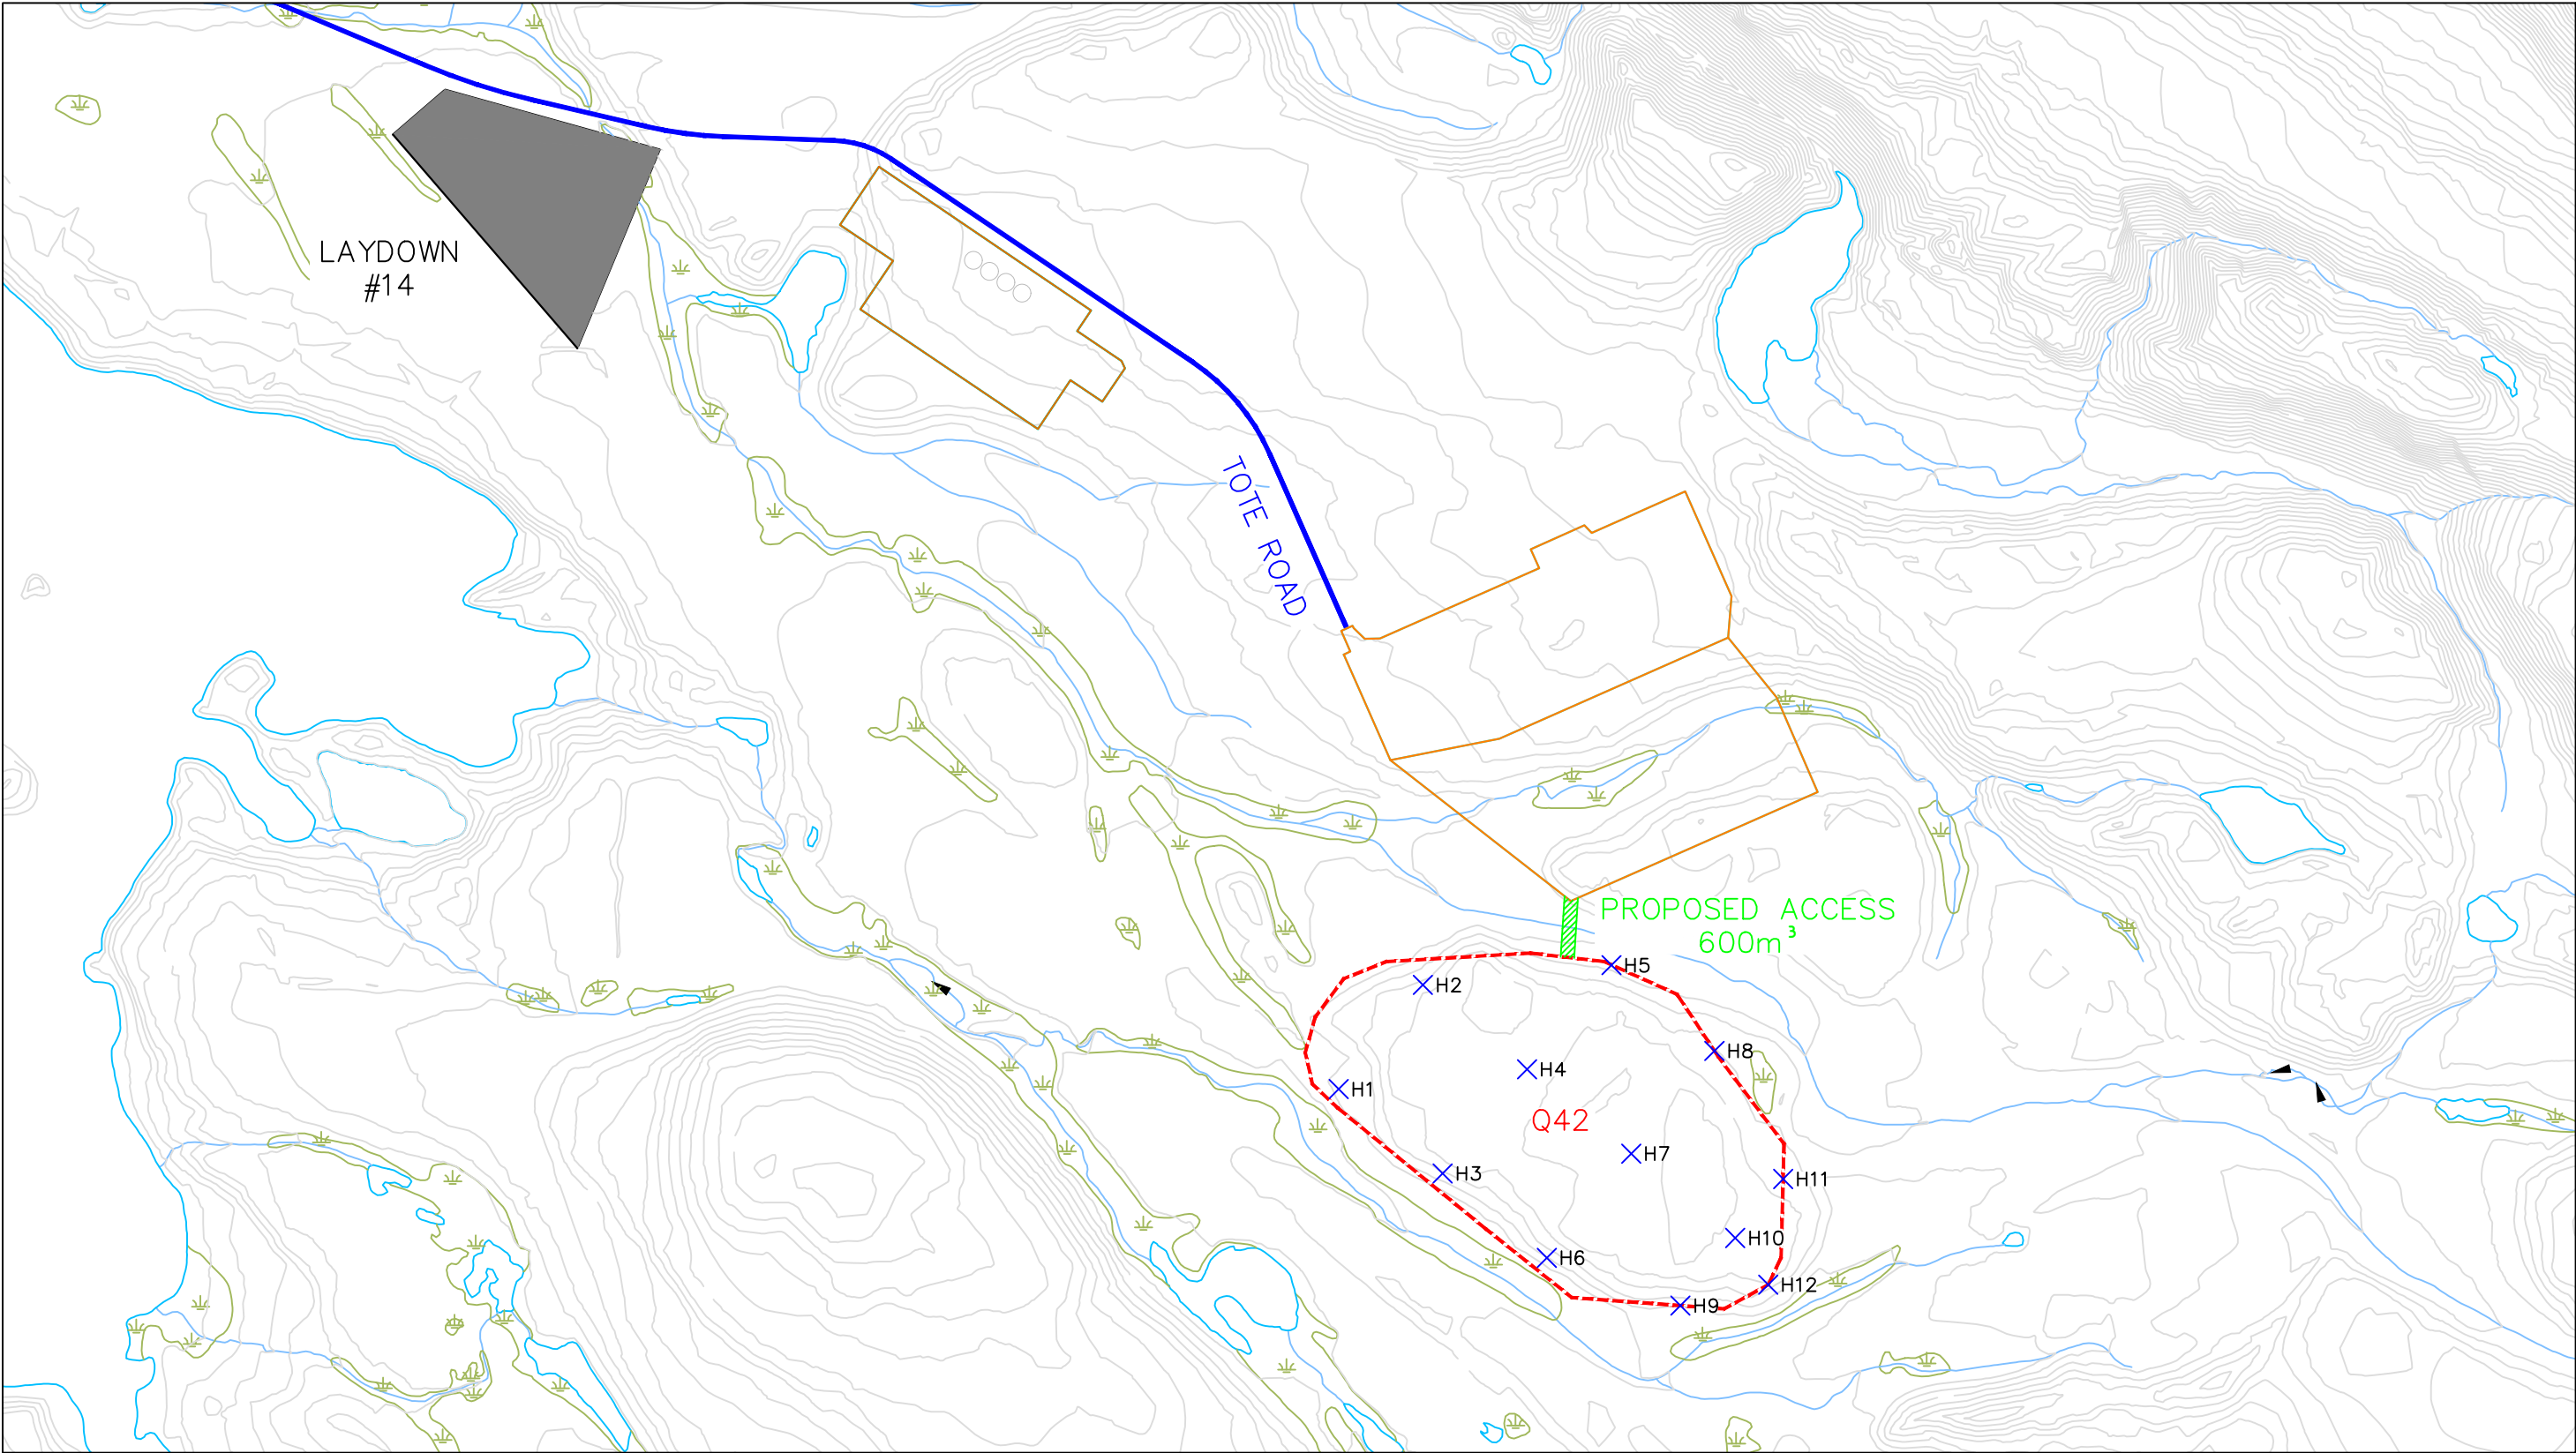 LAYDOWN
#14
TOTE ROAD
PROPOSED ACCESS
600m³
H5
H2
H8
H4
H1
Q42
H7
H3
H11
H10
H6
H12
H9